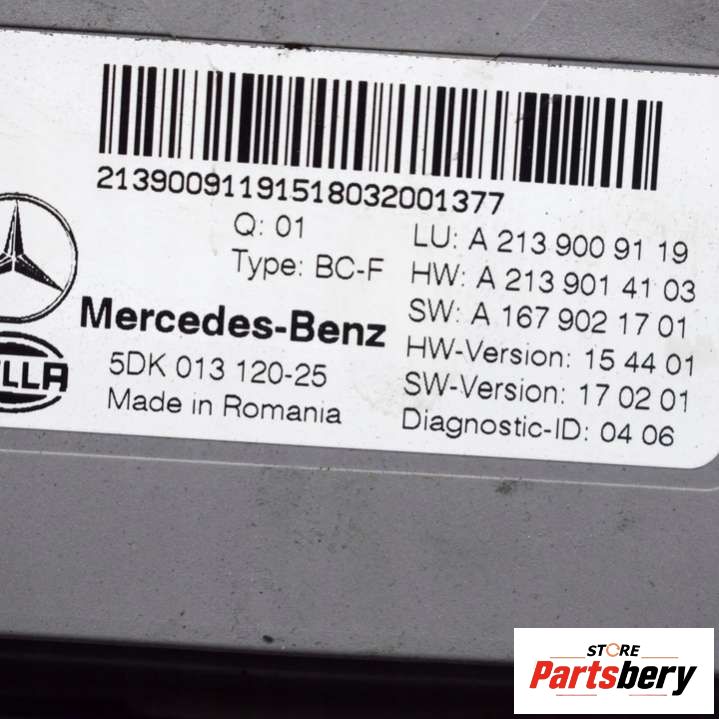 21390091191518032001377
Q: 01
Type: BC-F
Mercedes-Benz
5DK 013 120-25
Made in Romania
LU: A 213 900 91 19
HW: A 213 901 41 03
SW: A 167 902 17 01
HW-Version: 15 44 01
SW-Version: 17 02 01
Diagnostic-ID: 04 06
STORE
Partsbery